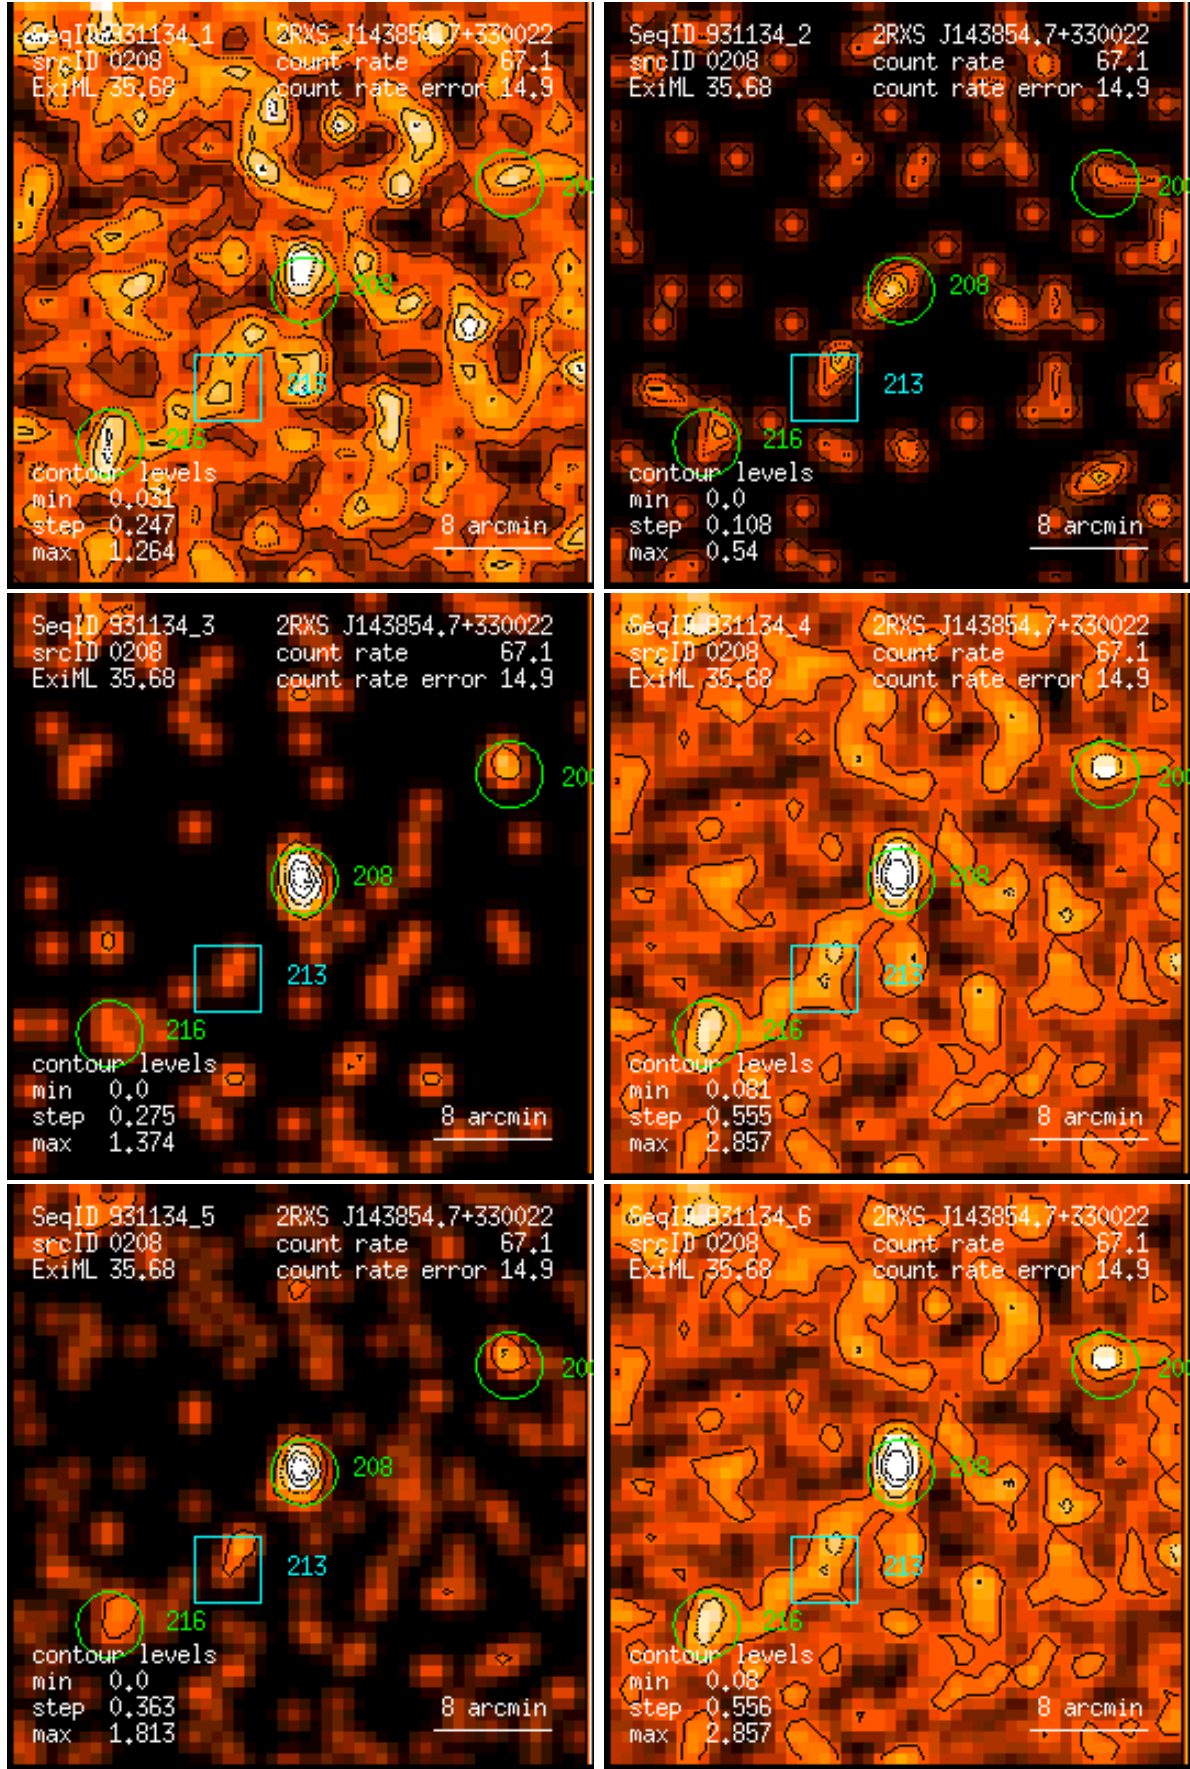 SeqID 931134_1 2RXS J143854.7+330022
srcID 0208 count rate 67.1
ExiML 35.68 count rate error 14.9
200
208
213
216
contour levels
min 0.031
step 0.247 8 arcmin
max 1.264
SeqID 931134_2 2RXS J143854.7+330022
srcID 0208 count rate 67.1
ExiML 35.68 count rate error 14.9
200
208
213
216
contour levels
min 0.0
step 0.108 8 arcmin
max 0.54
SeqID 931134_3 2RXS J143854.7+330022
srcID 0208 count rate 67.1
ExiML 35.68 count rate error 14.9
200
208
213
216
contour levels
min 0.0
step 0.275 8 arcmin
max 1.374
SeqID 931134_4 2RXS J143854.7+330022
srcID 0208 count rate 67.1
ExiML 35.68 count rate error 14.9
200
208
213
216
contour levels
min 0.081
step 0.555 8 arcmin
max 2.857
SeqID 931134_5 2RXS J143854.7+330022
srcID 0208 count rate 67.1
ExiML 35.68 count rate error 14.9
200
208
213
216
contour levels
min 0.0
step 0.363 8 arcmin
max 1.813
SeqID 931134_6 2RXS J143854.7+330022
srcID 0208 count rate 67.1
ExiML 35.68 count rate error 14.9
200
208
213
216
contour levels
min 0.08
step 0.556 8 arcmin
max 2.857